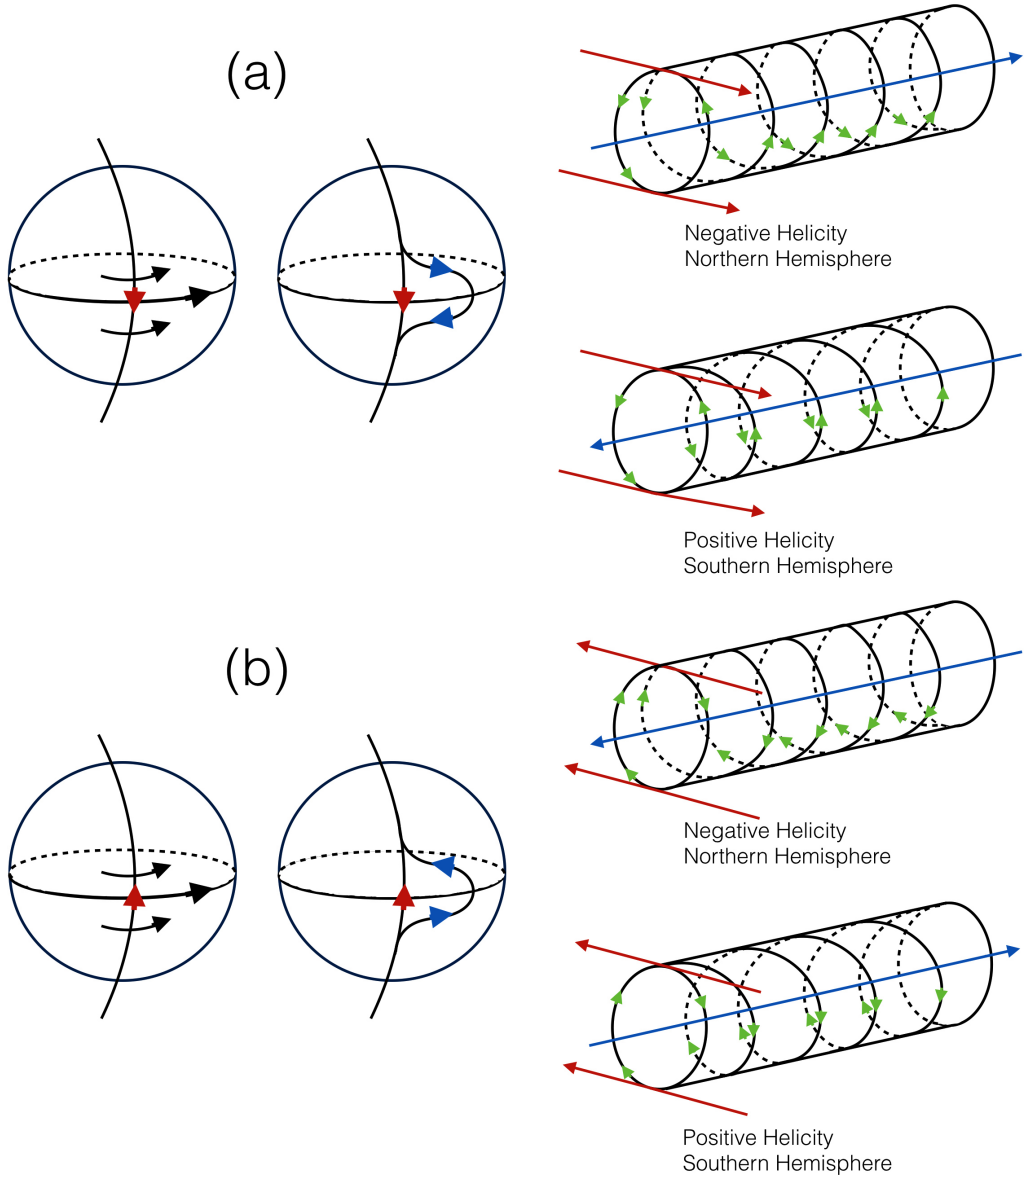 (a)
Negative Helicity
Northern Hemisphere
Positive Helicity
Southern Hemisphere
(b)
Negative Helicity
Northern Hemisphere
Positive Helicity
Southern Hemisphere